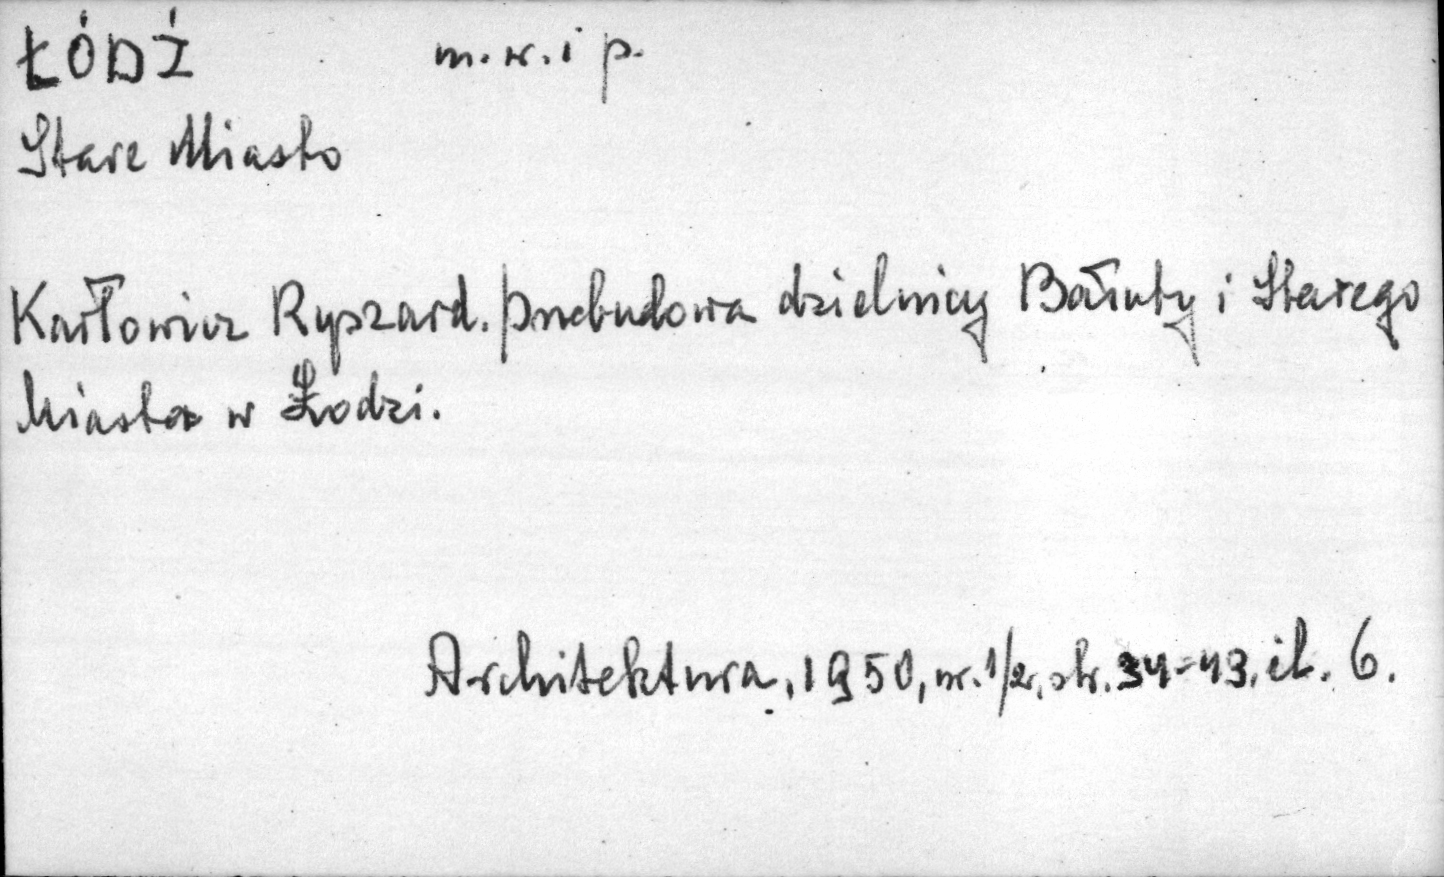 ŁÓDŹ m. w. i p.
Stare Miasto
Karłowicz Ryszard. Przebudowa dzielnicy Bałuty i Starego
Miasta w Łodzi.
Architektura, 1950, nr. 1/2, str. 34-43, il. 6.